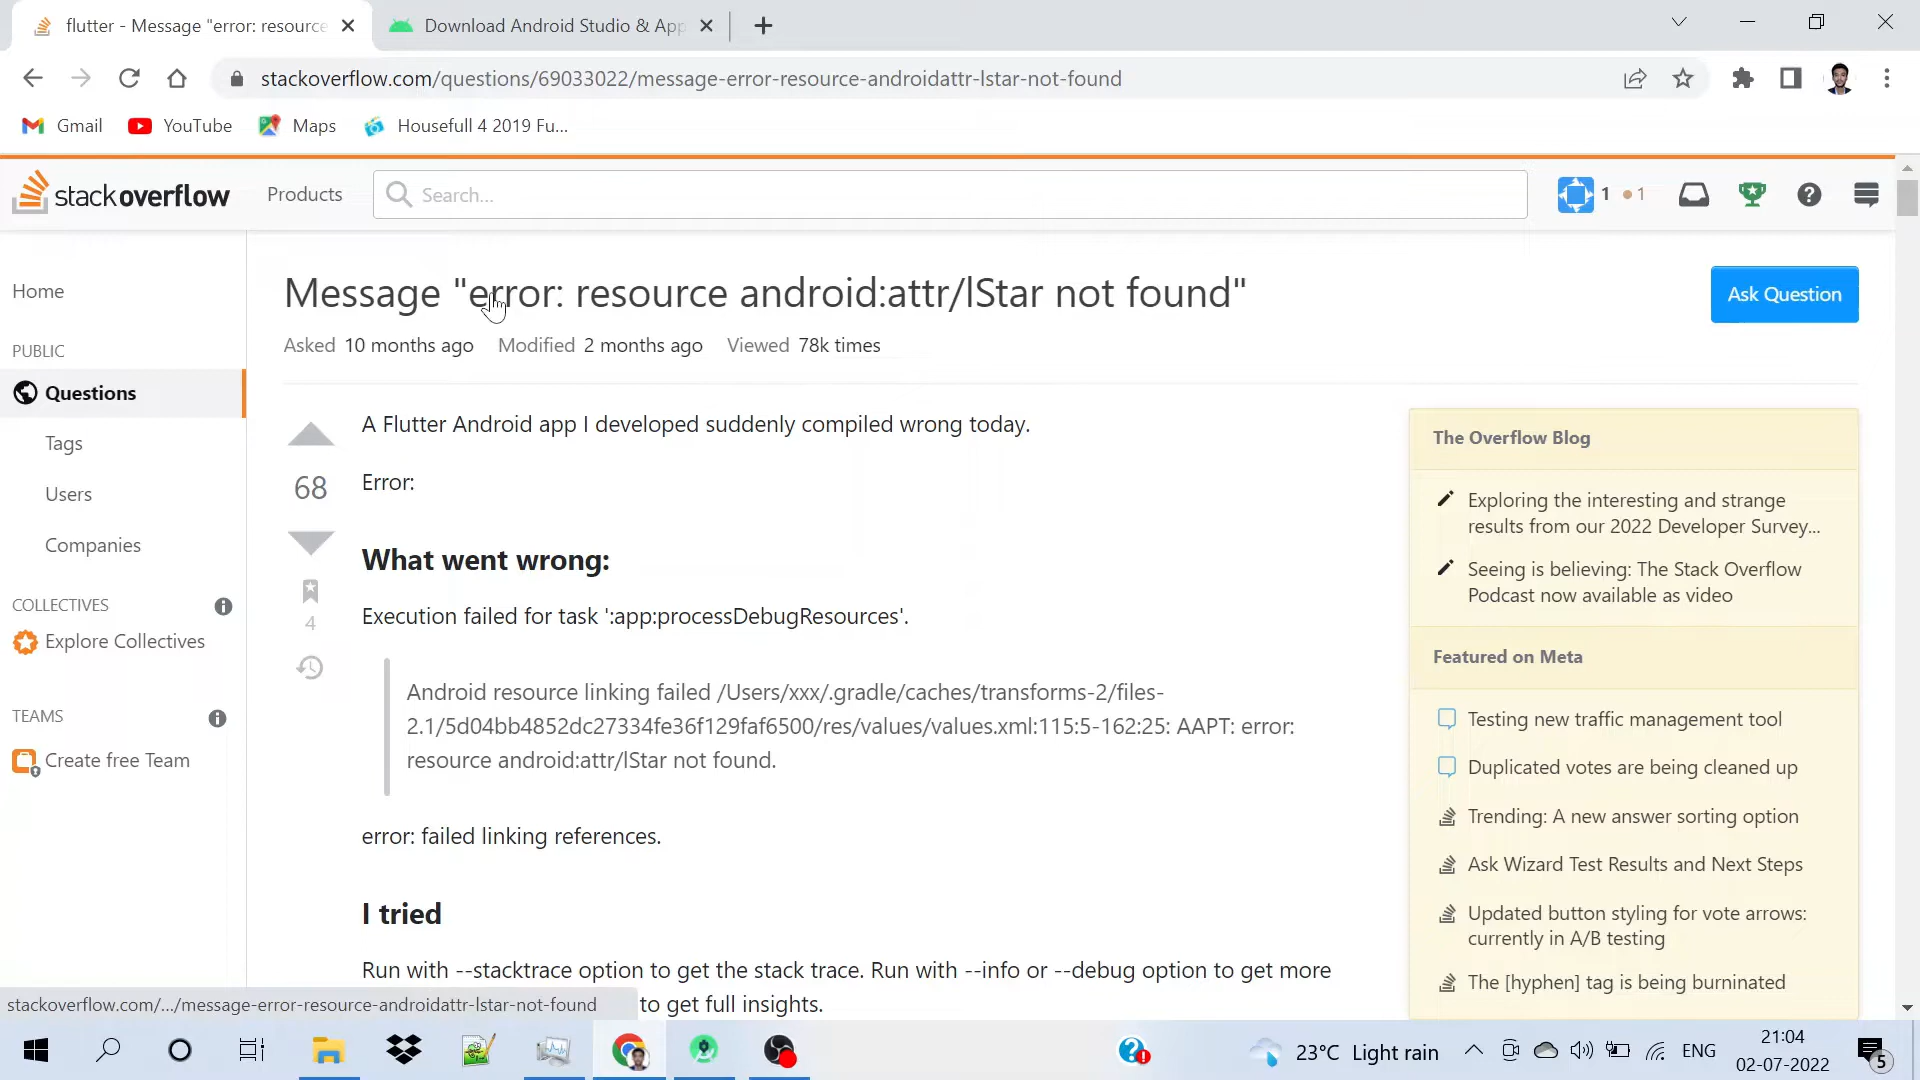 flutter - Message "error: resource
Download Android Studio & App
stackoverflow.com/questions/69033022/message-error-resource-androidattr-lstar-not-found
Gmail
YouTube
Maps
Housefull 4 2019 Fu...
stackoverflow
Products
Search...
1
1
Home
PUBLIC
Questions
Tags
Users
Companies
COLLECTIVES
Explore Collectives
TEAMS
Create free Team
Message "error: resource android:attr/lStar not found"
Ask Question
Asked 10 months ago Modified 2 months ago Viewed 78k times
68
4
A Flutter Android app I developed suddenly compiled wrong today.
Error:
What went wrong:
Execution failed for task ':app:processDebugResources'.
Android resource linking failed /Users/xxx/.gradle/caches/transforms-2/files-
2.1/5d04bb4852dc27334fe36f129faf6500/res/values/values.xml:115:5-162:25: AAPT: error:
resource android:attr/lStar not found.
error: failed linking references.
I tried
Run with --stacktrace option to get the stack trace. Run with --info or --debug option to get more
to get full insights.
The Overflow Blog
Exploring the interesting and strange
results from our 2022 Developer Survey...
Seeing is believing: The Stack Overflow
Podcast now available as video
Featured on Meta
Testing new traffic management tool
Duplicated votes are being cleaned up
Trending: A new answer sorting option
Ask Wizard Test Results and Next Steps
Updated button styling for vote arrows:
currently in A/B testing
The [hyphen] tag is being burninated
stackoverflow.com/.../message-error-resource-androidattr-lstar-not-found
23°C Light rain
ENG
21:04
02-07-2022
5